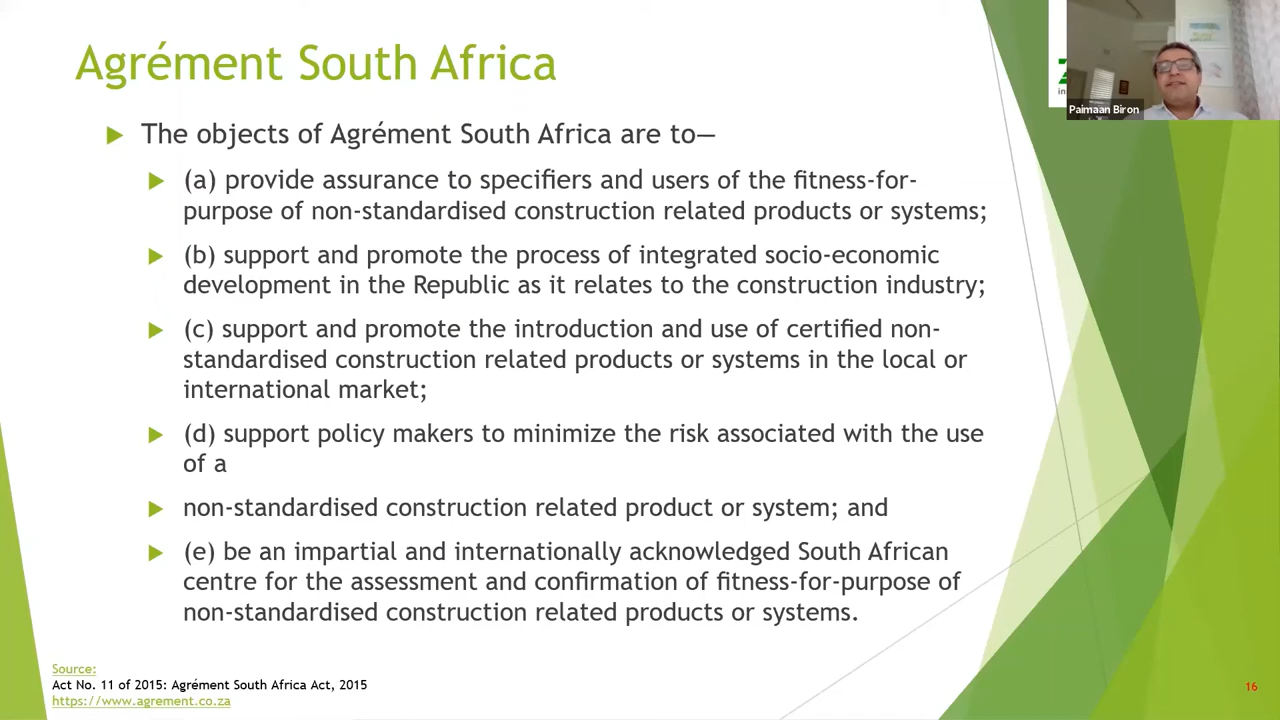 Agrément South Africa
The objects of Agrément South Africa are to—
(a) provide assurance to specifiers and users of the fitness-for-
purpose of non-standardised construction related products or systems;
(b) support and promote the process of integrated socio-economic
development in the Republic as it relates to the construction industry;
(c) support and promote the introduction and use of certified non-
standardised construction related products or systems in the local or
international market;
(d) support policy makers to minimize the risk associated with the use
of a
non-standardised construction related product or system; and
(e) be an impartial and internationally acknowledged South African
centre for the assessment and confirmation of fitness-for-purpose of
non-standardised construction related products or systems.
Source:
Act No. 11 of 2015: Agrément South Africa Act, 2015
https://www.agrement.co.za
16
Paimaan Biron